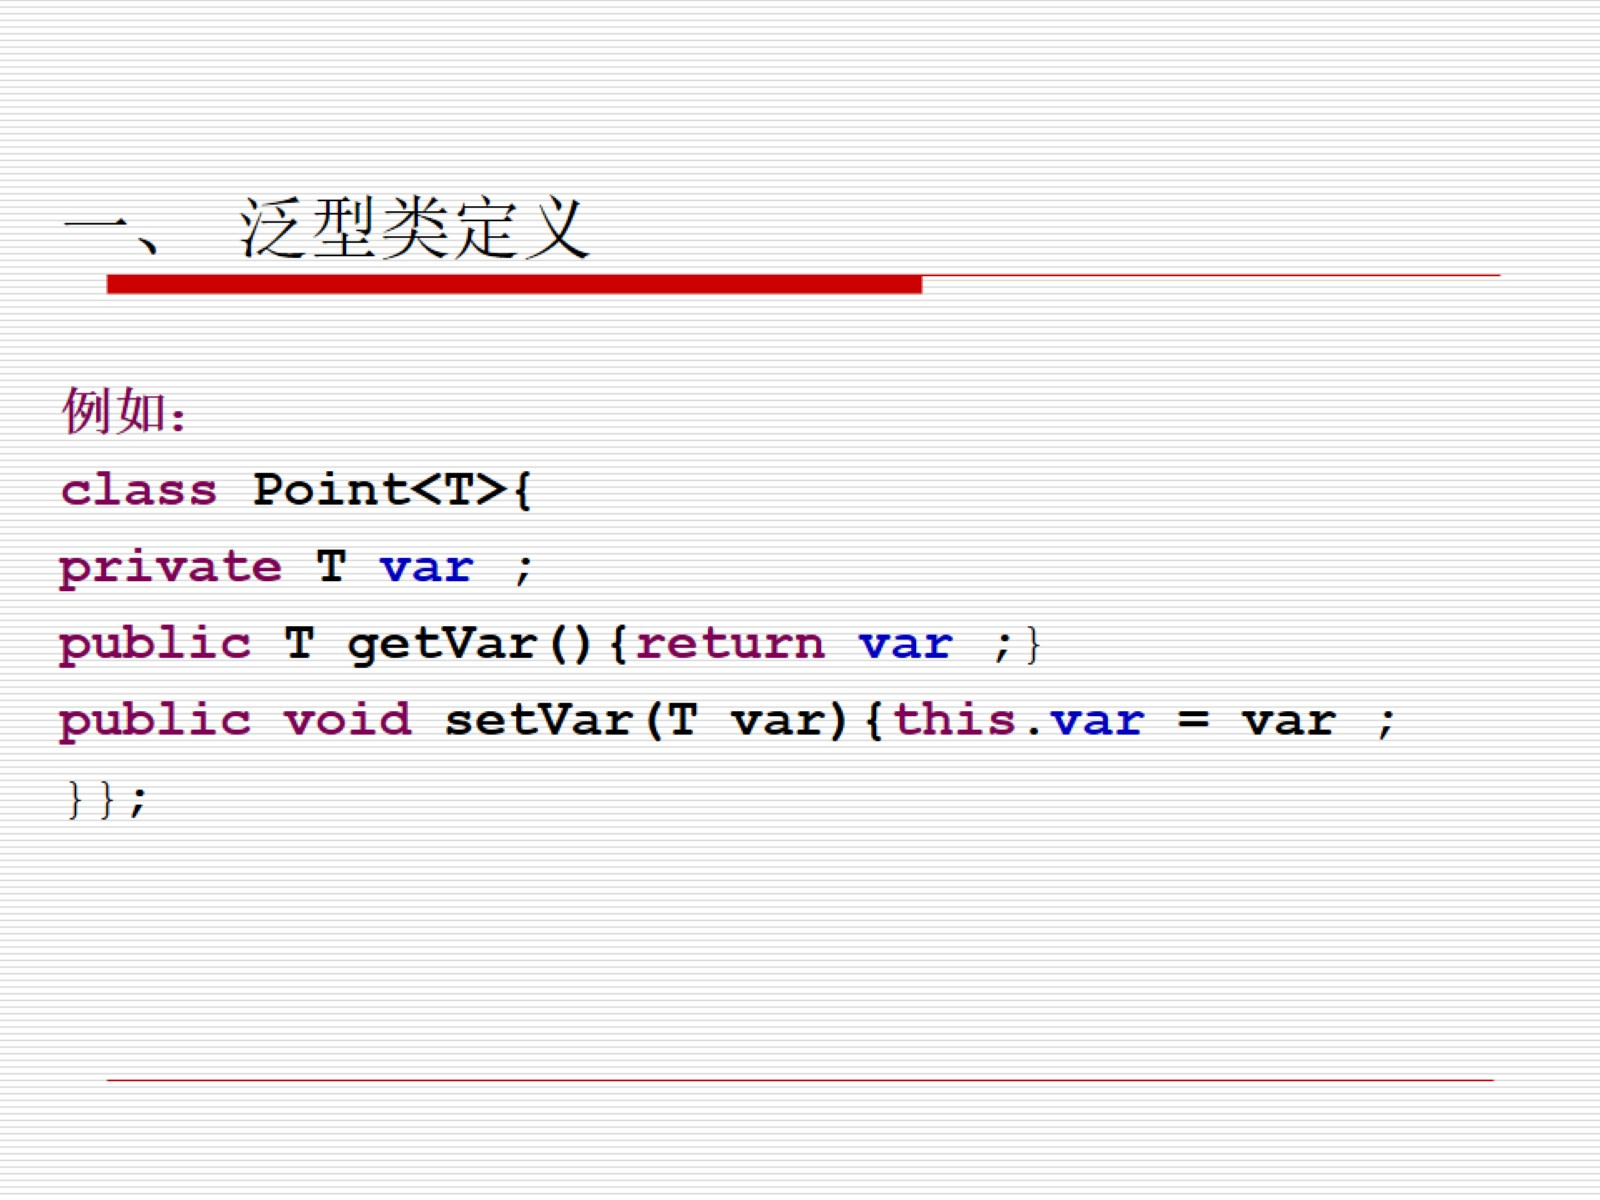 一、 泛型类定义
例如：
class Point<T>{
private T var ;
public T getVar(){return var ;}
public void setVar(T var){this.var = var ;
}};